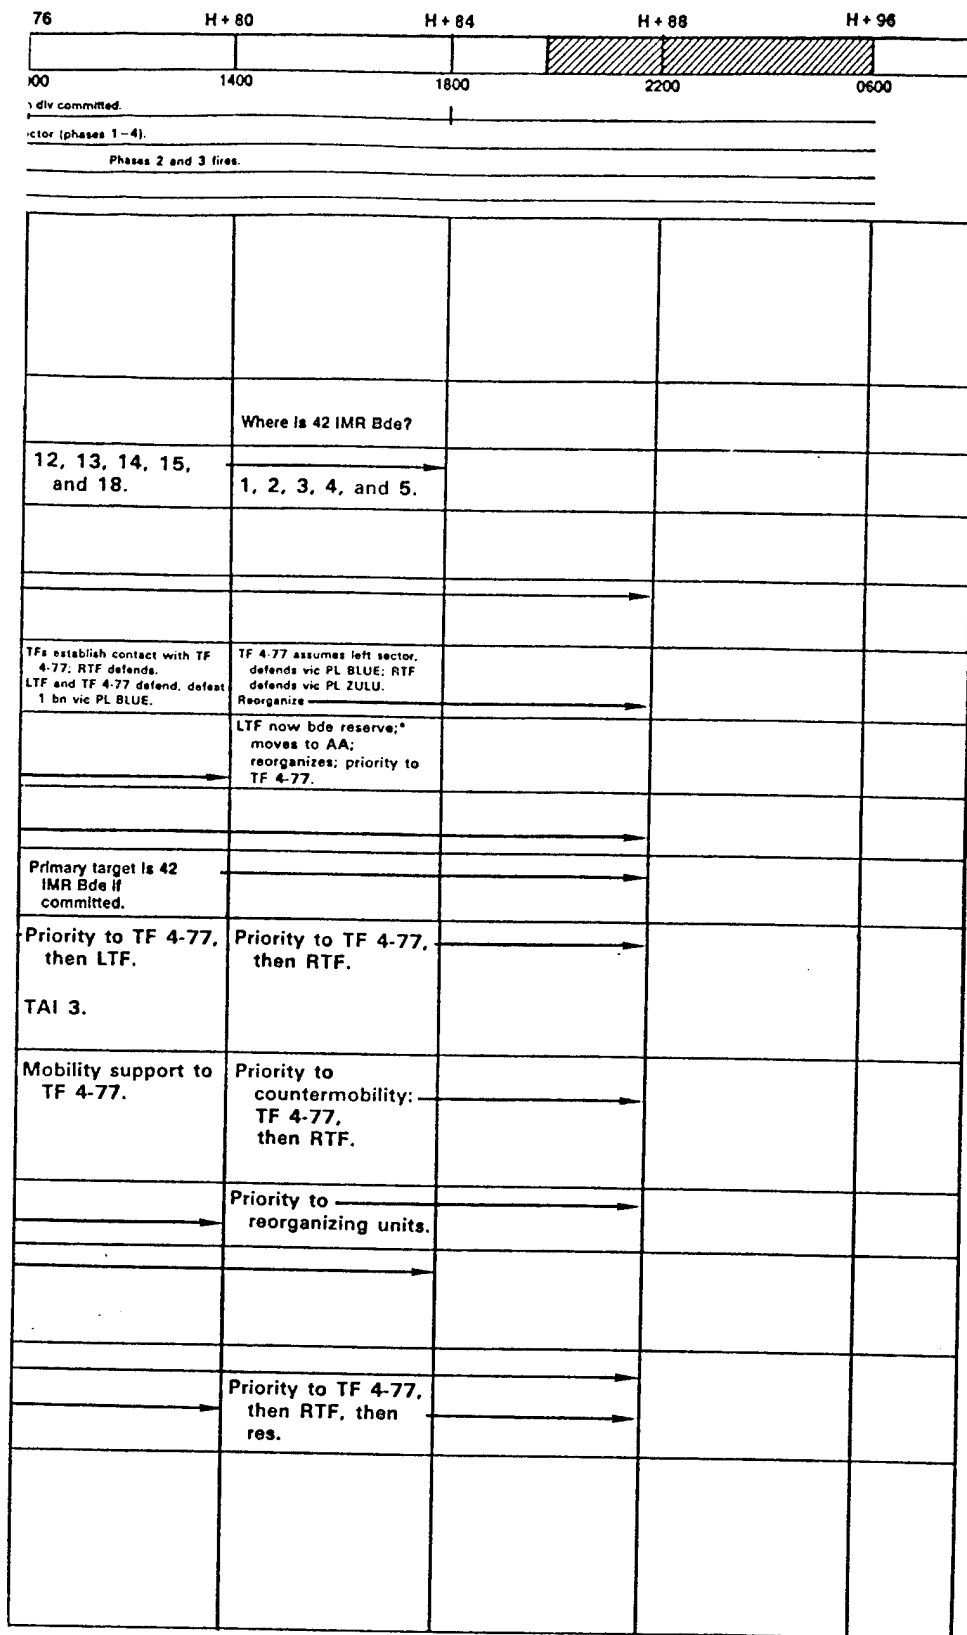 76 H + 80 H + 84 H + 88 H + 96
00 1400 1800 2200 0600
div committed.
ctor (phases 1–4).
Phases 2 and 3 fires.
Where is 42 IMR Bde?
12, 13, 14, 15,
and 18.
1, 2, 3, 4, and 5.
TFs establish contact with TF
4-77; RTF defends.
LTF and TF 4-77 defend, defeat
1 bn vic PL BLUE.
TF 4-77 assumes left sector,
defends vic PL BLUE; RTF
defends vic PL ZULU.
Reorganize
LTF now bde reserve;*
moves to AA;
reorganizes; priority to
TF 4-77.
Primary target is 42
IMR Bde if
committed.
Priority to TF 4-77,
then LTF.
TAI 3.
Priority to TF 4-77,
then RTF.
Mobility support to
TF 4-77.
Priority to
countermobility:
TF 4-77,
then RTF.
Priority to
reorganizing units.
Priority to TF 4-77,
then RTF, then
res.